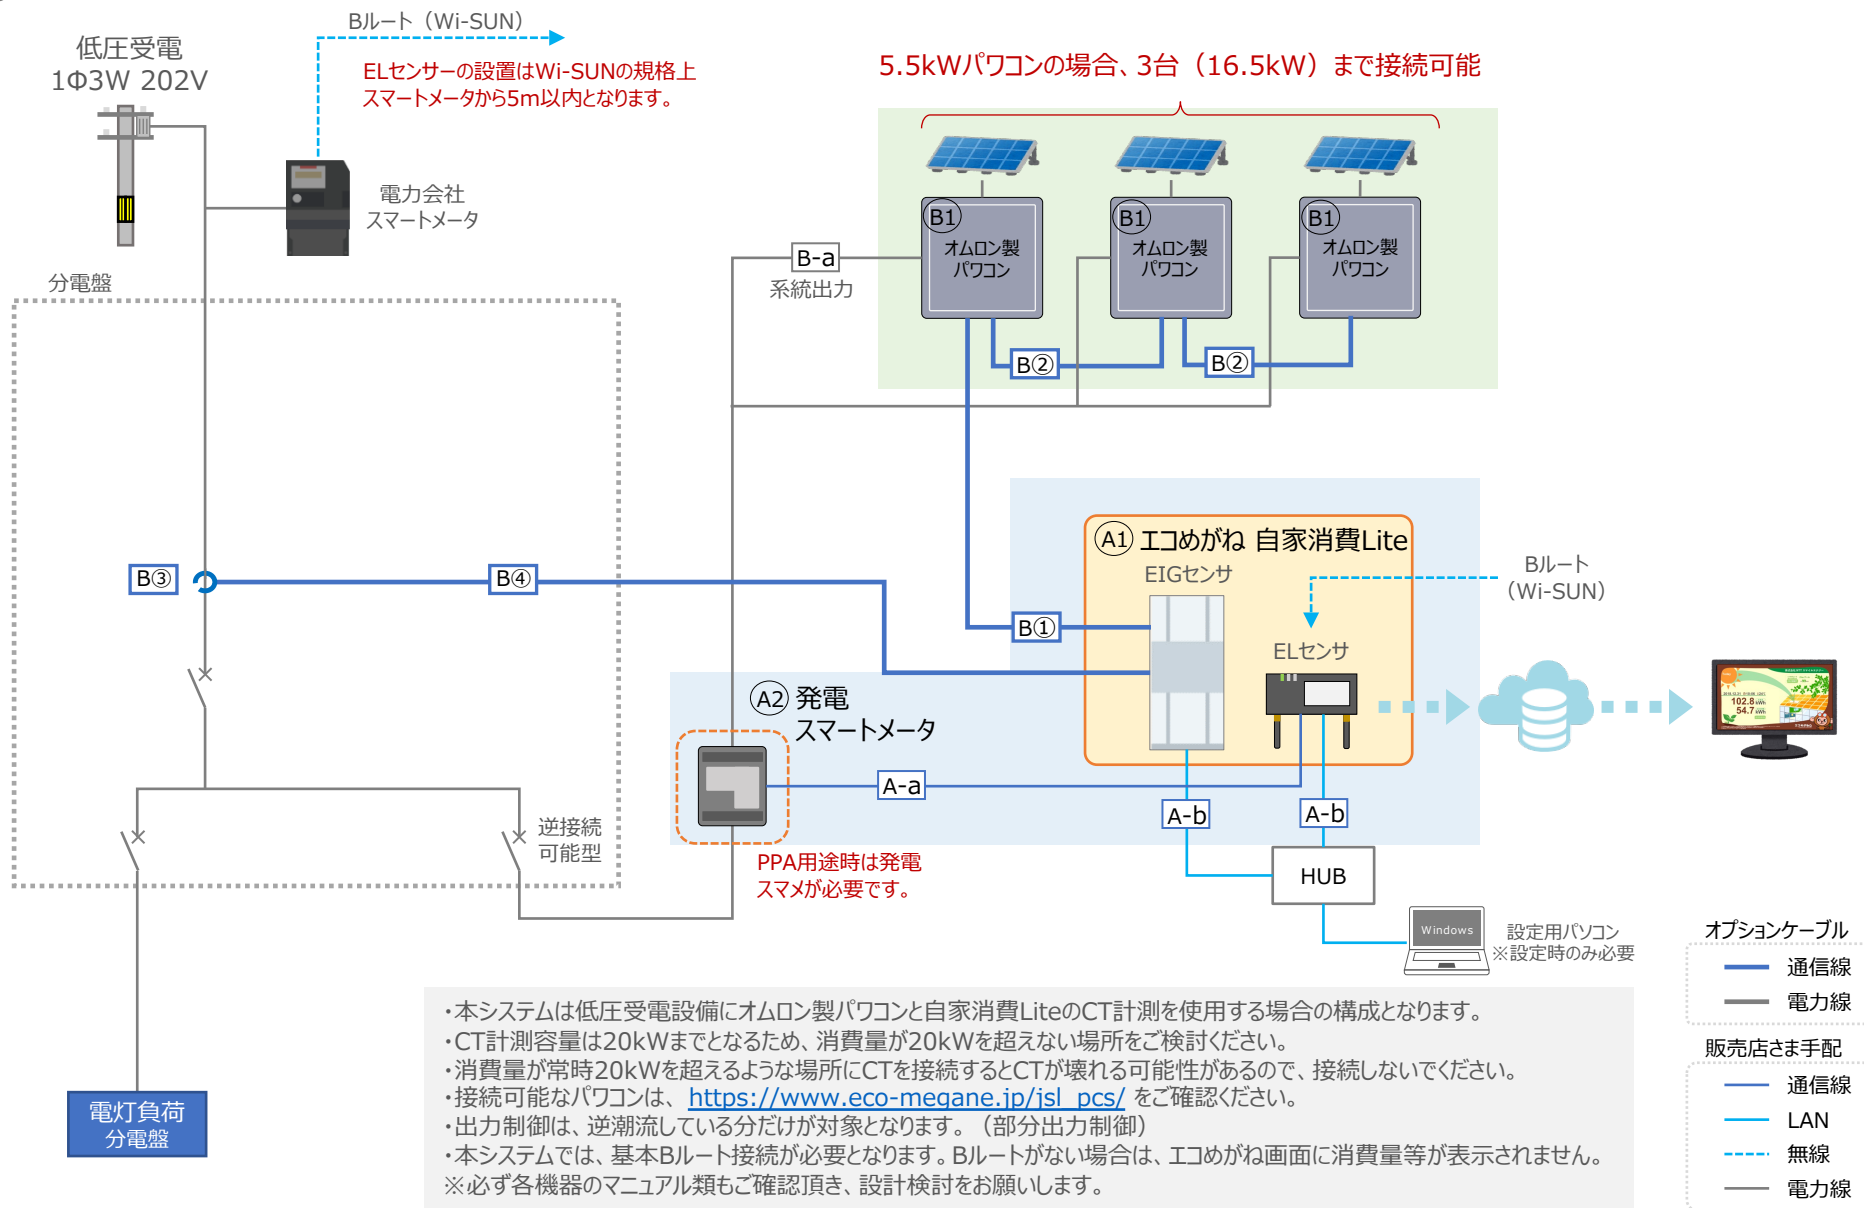 Bルート（Wi-SUN）
低圧受電
1Φ3W 202V
ELセンサーの設置はWi-SUNの規格上
スマートメータから5m以内となります。
5.5kWパワコンの場合、3台（16.5kW）まで接続可能
電力会社
スマートメータ
分電盤
B1
オムロン製
パワコン
B1
オムロン製
パワコン
B1
オムロン製
パワコン
B-a
系統出力
B②
B②
A1 エコめがね 自家消費Lite
EIGセンサ
Bルート
（Wi-SUN）
B③
B④
B①
ELセンサ
A2 発電
スマートメータ
102.8 kWh
54.7 kWh
A-a
A-b
A-b
逆接続
可能型
PPA用途時は発電
スマメが必要です。
HUB
Windows
設定用パソコン
※設定時のみ必要
オプションケーブル
通信線
電力線
販売店さま手配
通信線
LAN
無線
電力線
電灯負荷
分電盤
・本システムは低圧受電設備にオムロン製パワコンと自家消費LiteのCT計測を使用する場合の構成となります。
・CT計測容量は20kWまでとなるため、消費量が20kWを超えない場所をご検討ください。
・消費量が常時20kWを超えるような場所にCTを接続するとCTが壊れる可能性があるので、接続しないでください。
・接続可能なパワコンは、 https://www.eco-megane.jp/jsl_pcs/ をご確認ください。
・出力制御は、逆潮流している分だけが対象となります。（部分出力制御）
・本システムでは、基本Bルート接続が必要となります。Bルートがない場合は、エコめがね画面に消費量等が表示されません。
※必ず各機器のマニュアル類もご確認頂き、設計検討をお願いします。